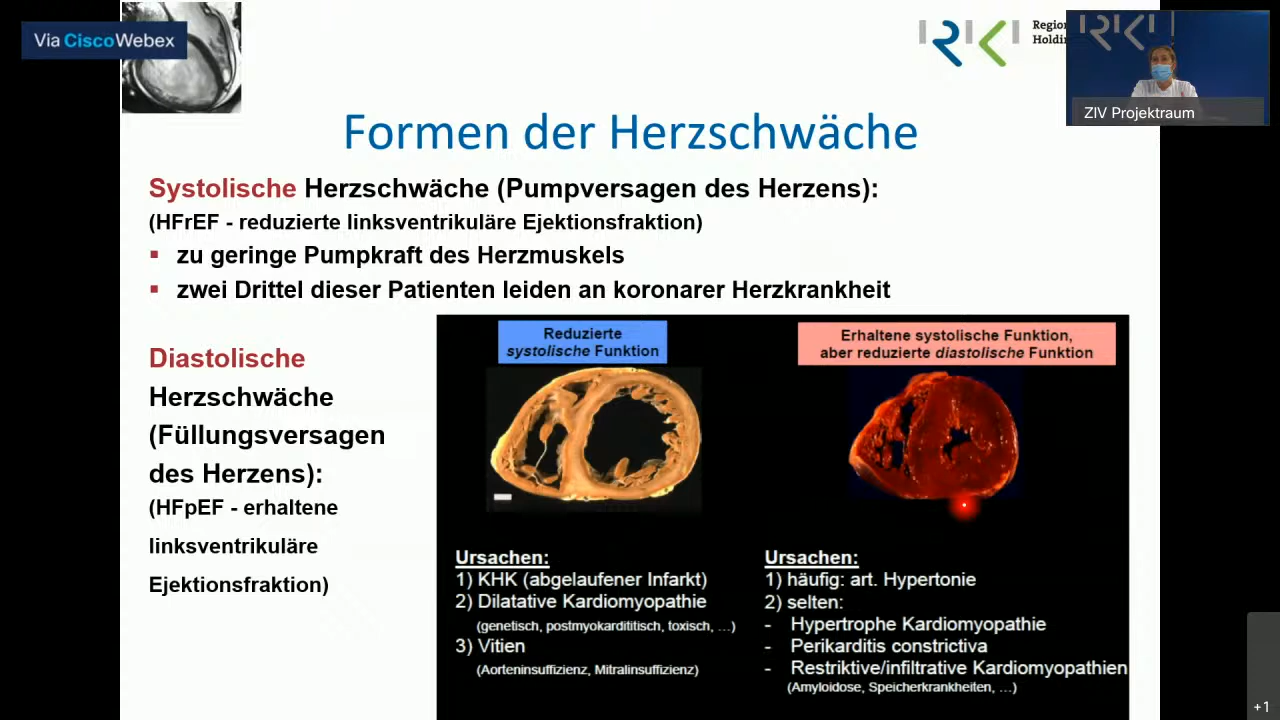 Via Cisco Webex
RKI
Region
Holdin
ZIV Projektraum
Formen der Herzschwäche
Systolische Herzschwäche (Pumpversagen des Herzens):
(HFrEF - reduzierte linksventrikuläre Ejektionsfraktion)
▪ zu geringe Pumpkraft des Herzmuskels
▪ zwei Drittel dieser Patienten leiden an koronarer Herzkrankheit
Diastolische
Herzschwäche
(Füllungsversagen
des Herzens):
(HFpEF - erhaltene
linksventrikuläre
Ejektionsfraktion)
Reduzierte
systolische Funktion
Ursachen:
1) KHK (abgelaufener Infarkt)
2) Dilatative Kardiomyopathie
(genetisch, postmyokardititisch, toxisch, ...)
3) Vitien
(Aorteninsuffizienz, Mitralinsuffizienz)
Erhaltene systolische Funktion,
aber reduzierte diastolische Funktion
Ursachen:
1) häufig: art. Hypertonie
2) selten:
- Hypertrophe Kardiomyopathie
- Perikarditis constrictiva
- Restriktive/infiltrative Kardiomyopathien
(Amyloidose, Speicherkrankheiten, ...)
+1